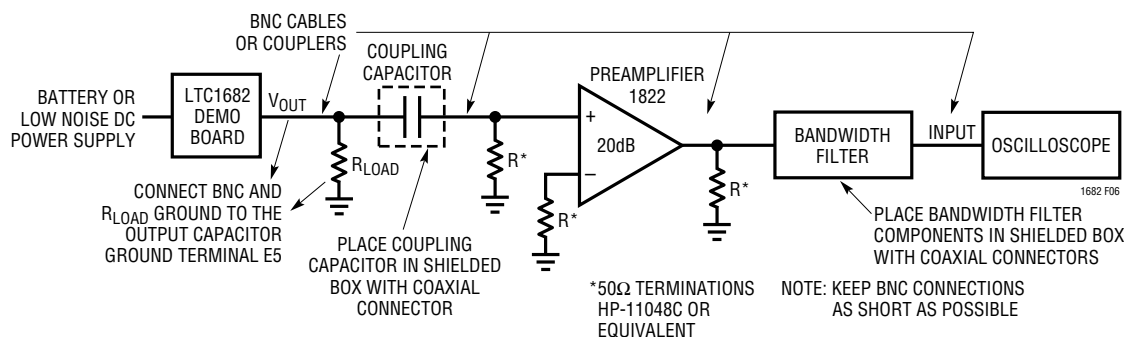 BNC CABLES
OR COUPLERS
COUPLING
CAPACITOR
PREAMPLIFIER
1822
BATTERY OR
LOW NOISE DC
POWER SUPPLY
LTC1682
DEMO
BOARD
VOUT
RLOAD
CONNECT BNC AND
RLOAD GROUND TO THE
OUTPUT CAPACITOR
GROUND TERMINAL E5
PLACE COUPLING
CAPACITOR IN SHIELDED
BOX WITH COAXIAL
CONNECTOR
R*
+
20dB
–
R*
R*
BANDWIDTH
FILTER
INPUT
OSCILLOSCOPE
1682 F06
PLACE BANDWIDTH FILTER
COMPONENTS IN SHIELDED BOX
WITH COAXIAL CONNECTORS
*50Ω TERMINATIONS
HP-11048C OR
EQUIVALENT
NOTE: KEEP BNC CONNECTIONS
AS SHORT AS POSSIBLE